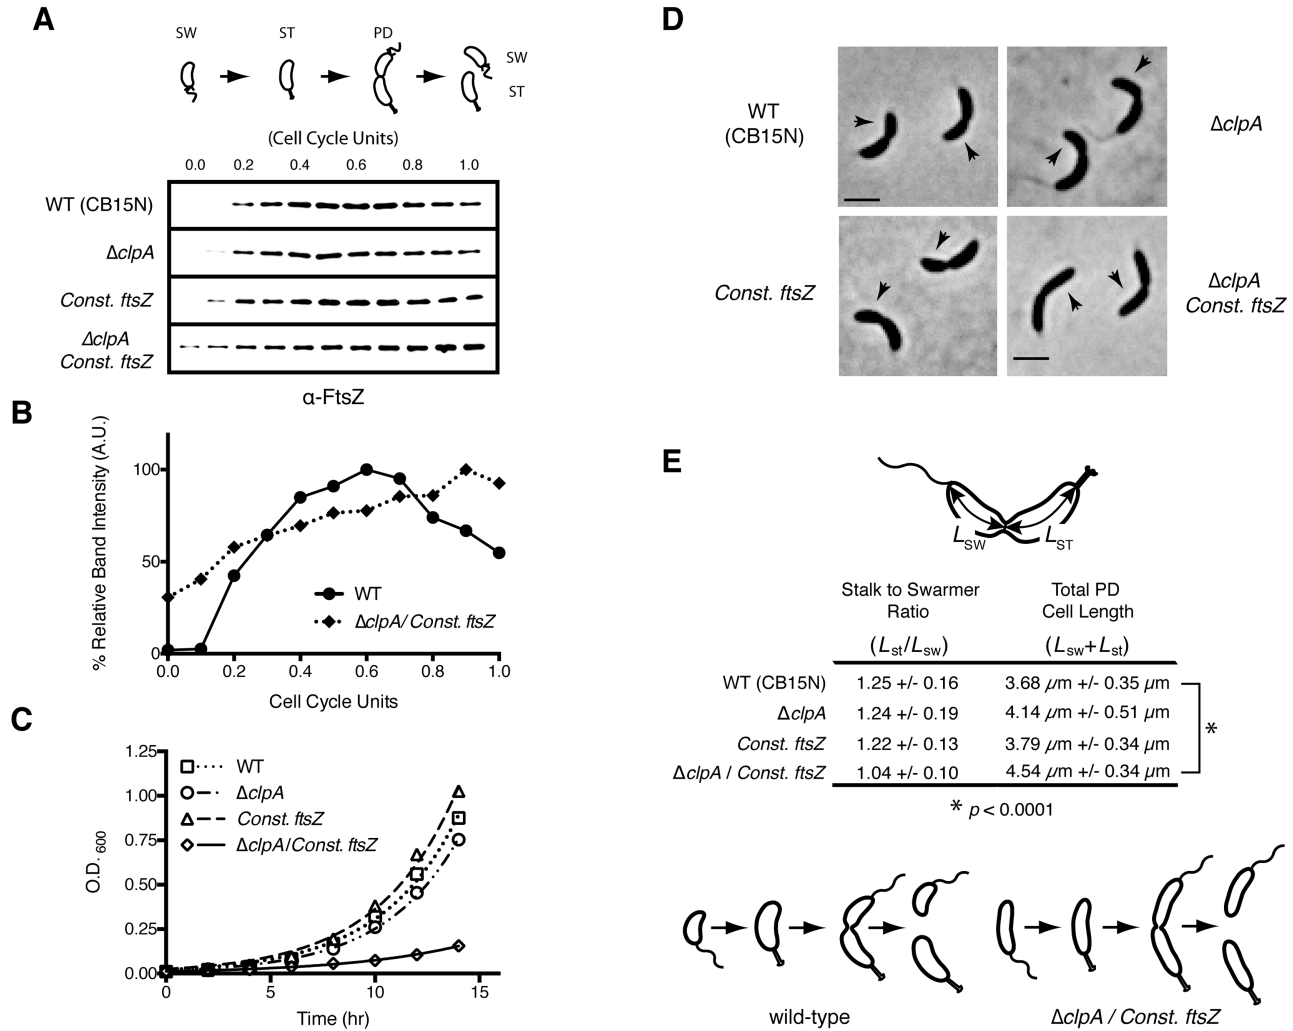 A
SW
ST
PD
SW
ST
(Cell Cycle Units)
0.0 0.2 0.4 0.6 0.8 1.0
WT (CB15N)
ΔclpA
Const. ftsZ
ΔclpA
Const. ftsZ
α-FtsZ
B
% Relative Band Intensity (A.U.)
100
50
0
0.0 0.2 0.4 0.6 0.8 1.0
Cell Cycle Units
WT
ΔclpA/Const. ftsZ
C
O.D. 600
1.25
1.00
0.75
0.50
0.25
0.00
0 5 10 15
Time (hr)
WT
ΔclpA
Const. ftsZ
ΔclpA/Const. ftsZ
D
WT
(CB15N)
ΔclpA
Const. ftsZ
ΔclpA
Const. ftsZ
E
LSW LST
Stalk to Swarmer
Ratio
(Lst/Lsw)
Total PD
Cell Length
(Lsw+Lst)
WT (CB15N) 1.25 +/- 0.16 3.68 µm +/- 0.35 µm
ΔclpA 1.24 +/- 0.19 4.14 µm +/- 0.51 µm
Const. ftsZ 1.22 +/- 0.13 3.79 µm +/- 0.34 µm
ΔclpA / Const. ftsZ 1.04 +/- 0.10 4.54 µm +/- 0.34 µm
*
* p < 0.0001
wild-type
ΔclpA / Const. ftsZ